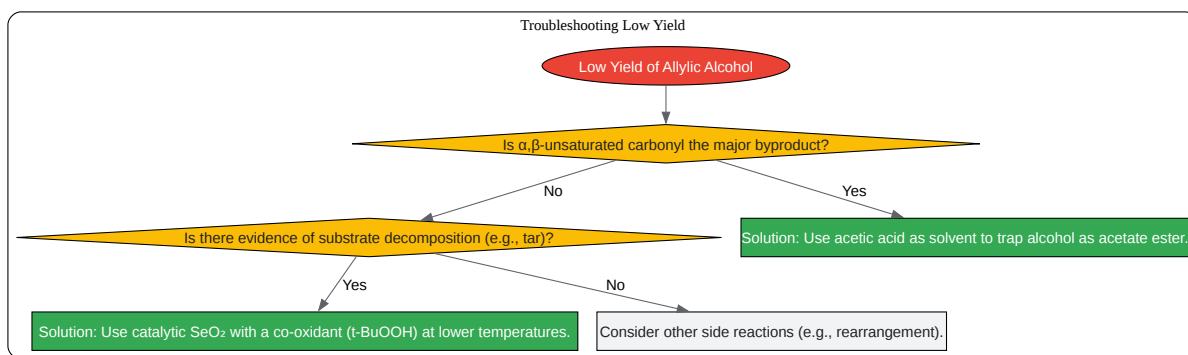 Troubleshooting Low Yield
Low Yield of Allylic Alcohol
Is α,β-unsaturated carbonyl the major byproduct?
No
Yes
Is there evidence of substrate decomposition (e.g., tar)?
Solution: Use acetic acid as solvent to trap alcohol as acetate ester.
Yes
No
Solution: Use catalytic SeO₂ with a co-oxidant (t-BuOOH) at lower temperatures.
Consider other side reactions (e.g., rearrangement).